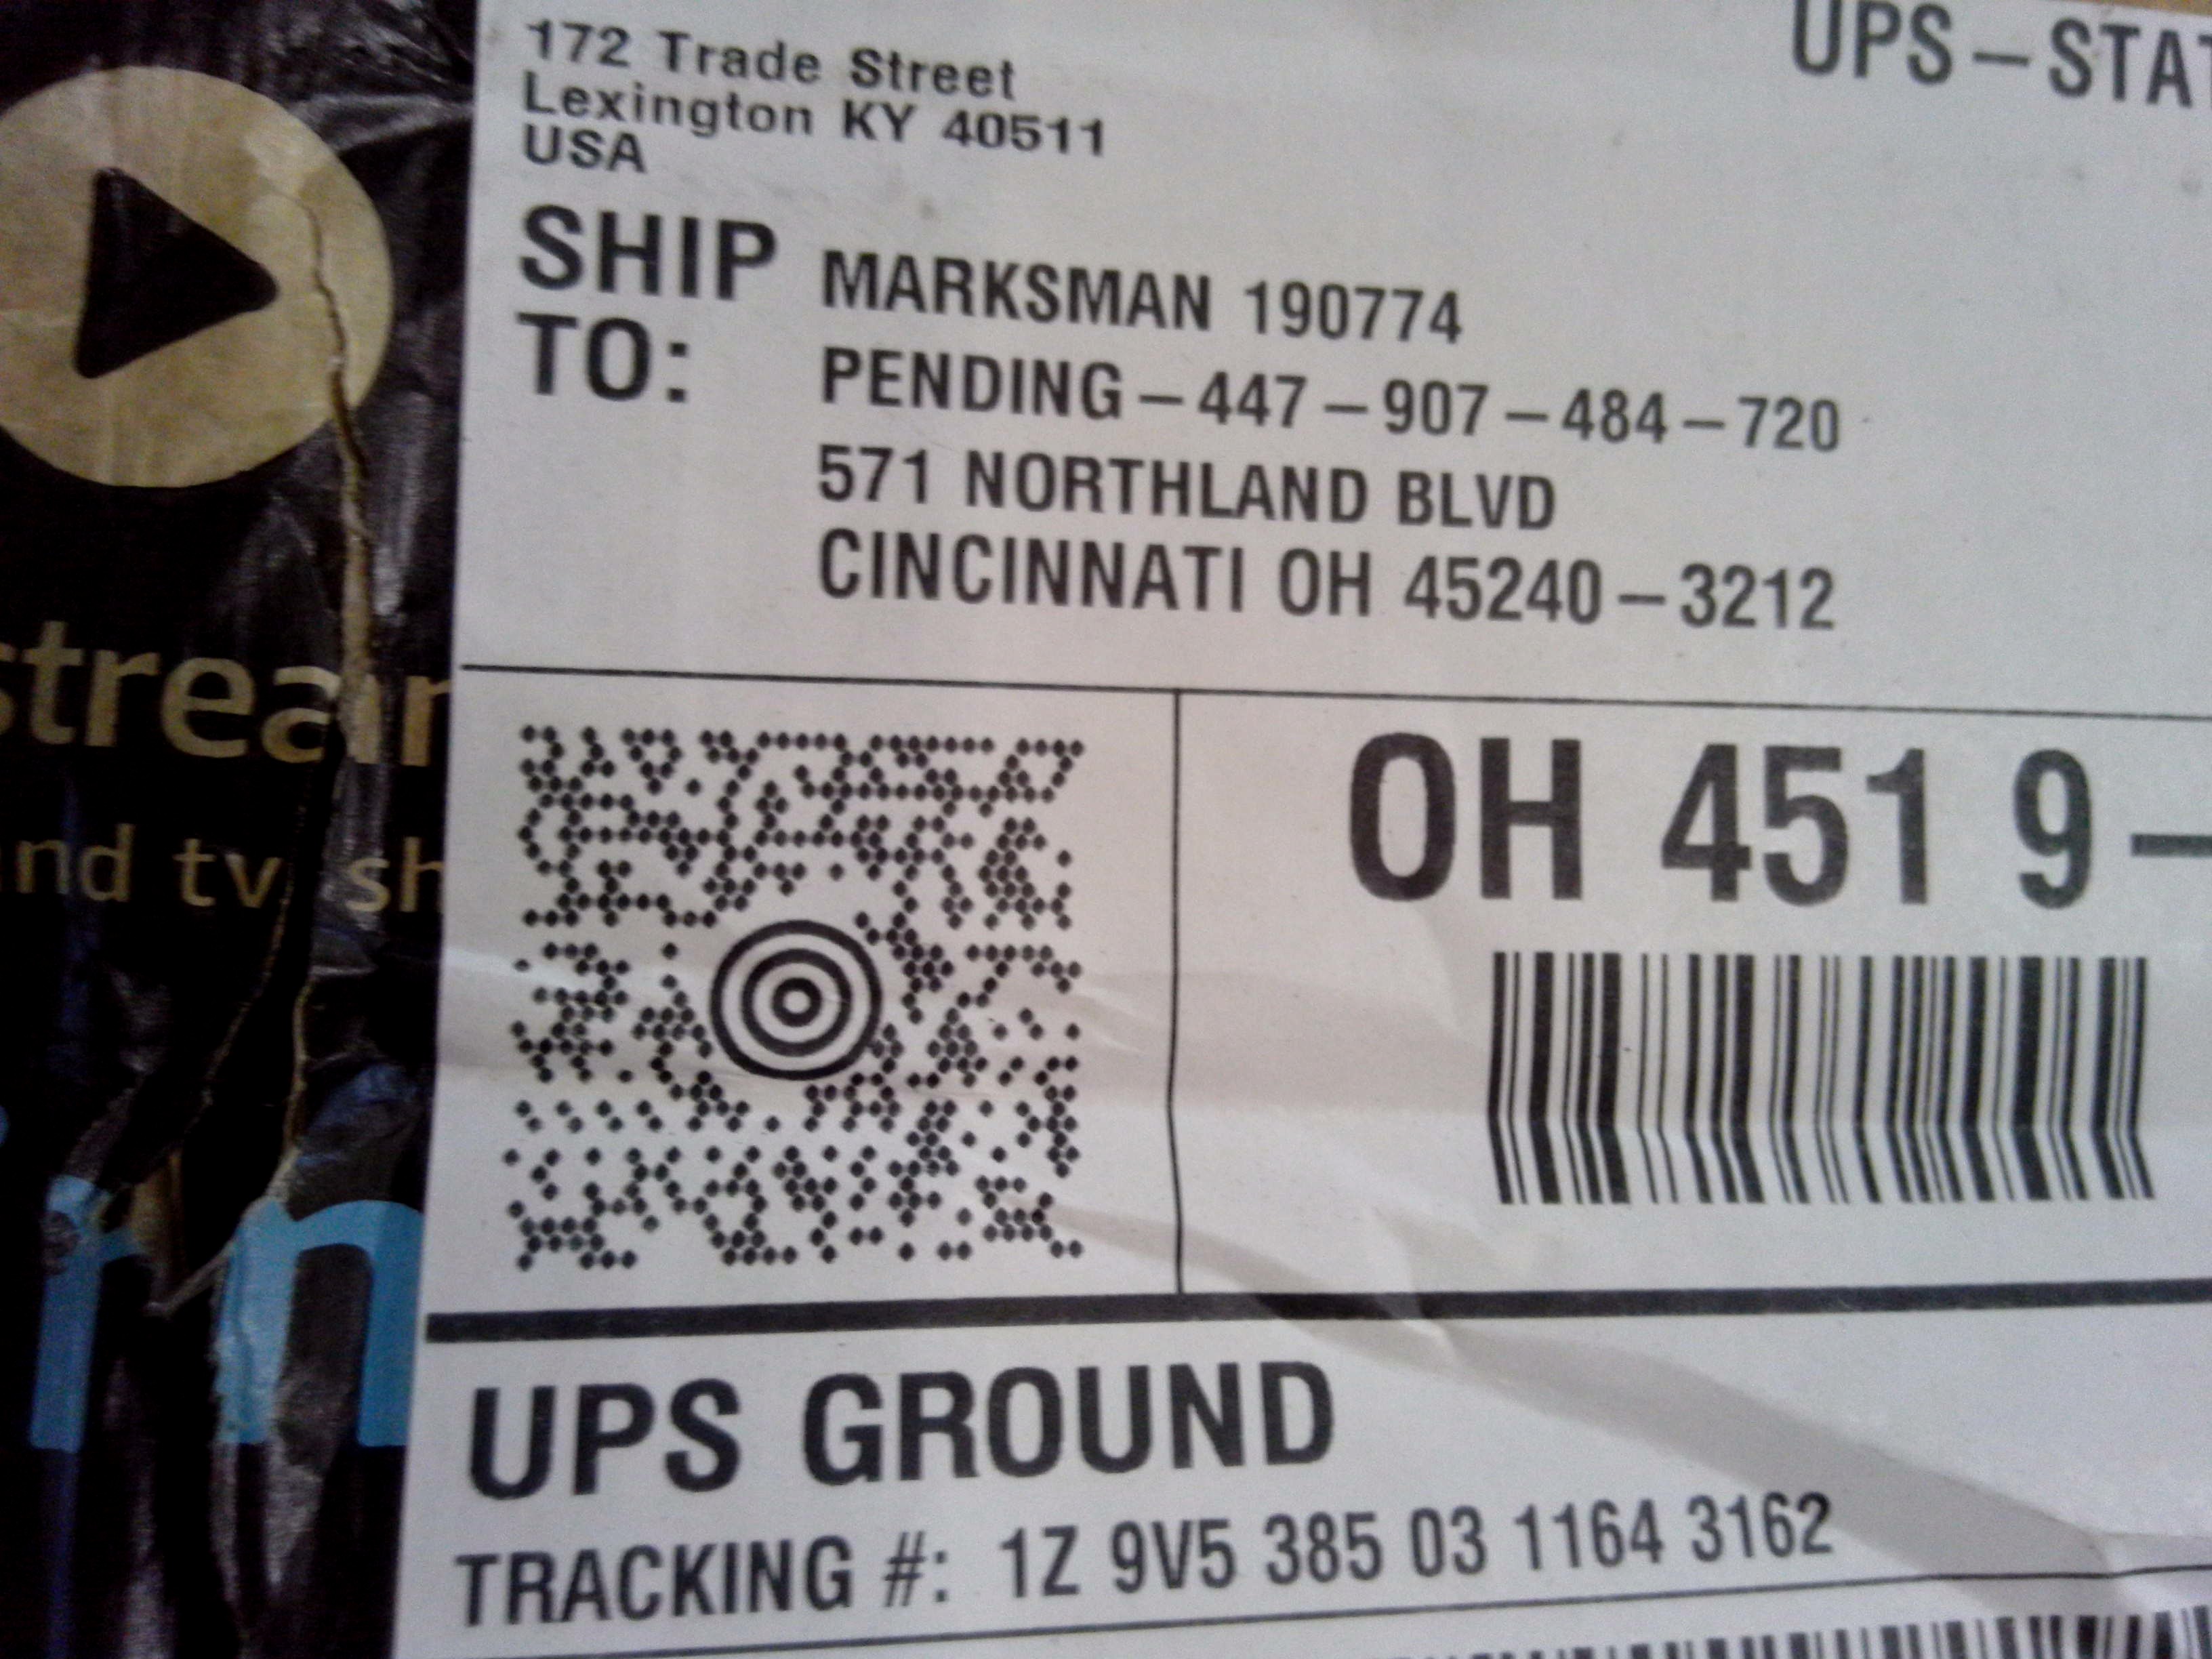 172 Trade Street
Lexington KY 40511
USA
UPS-STAT
SHIP TO:
MARKSMAN 190774
PENDING-447-907-484-720
571 NORTHLAND BLVD
CINCINNATI OH 45240-3212
OH 451 9-
UPS GROUND
TRACKING #: 1Z 9V5 385 03 1164 3162
stream
and tv sh